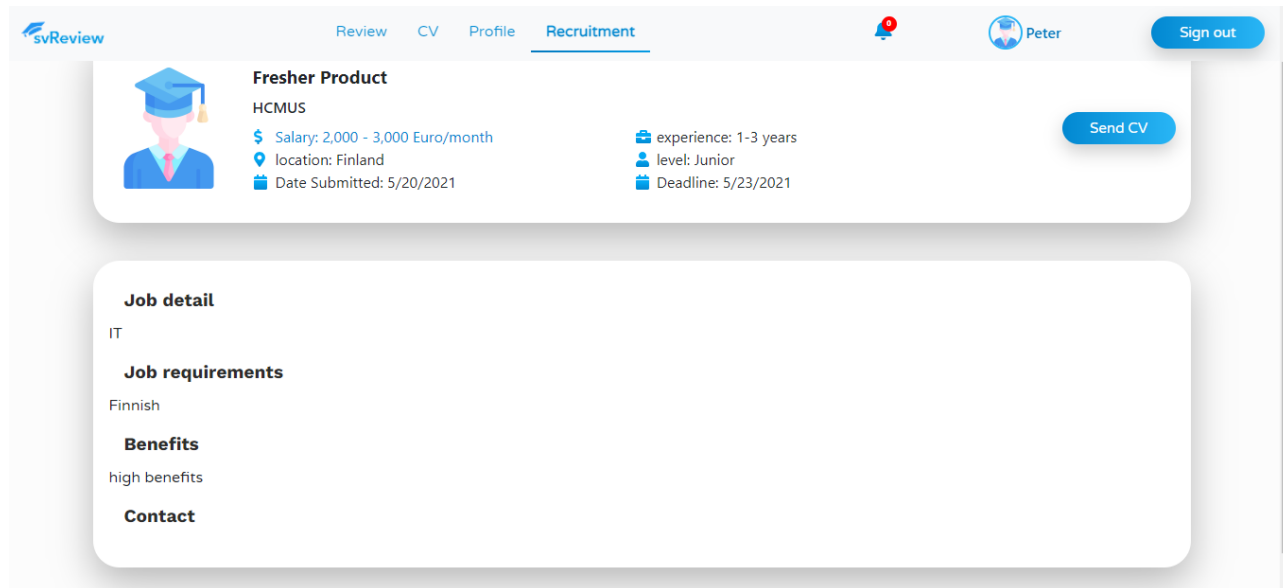 svReview
Review CV Profile Recruitment
0
Peter
Sign out
Fresher Product
HCMUS
$ Salary: 2,000 - 3,000 Euro/month
experience: 1-3 years
location: Finland
level: Junior
Date Submitted: 5/20/2021
Deadline: 5/23/2021
Send CV
Job detail
IT
Job requirements
Finnish
Benefits
high benefits
Contact